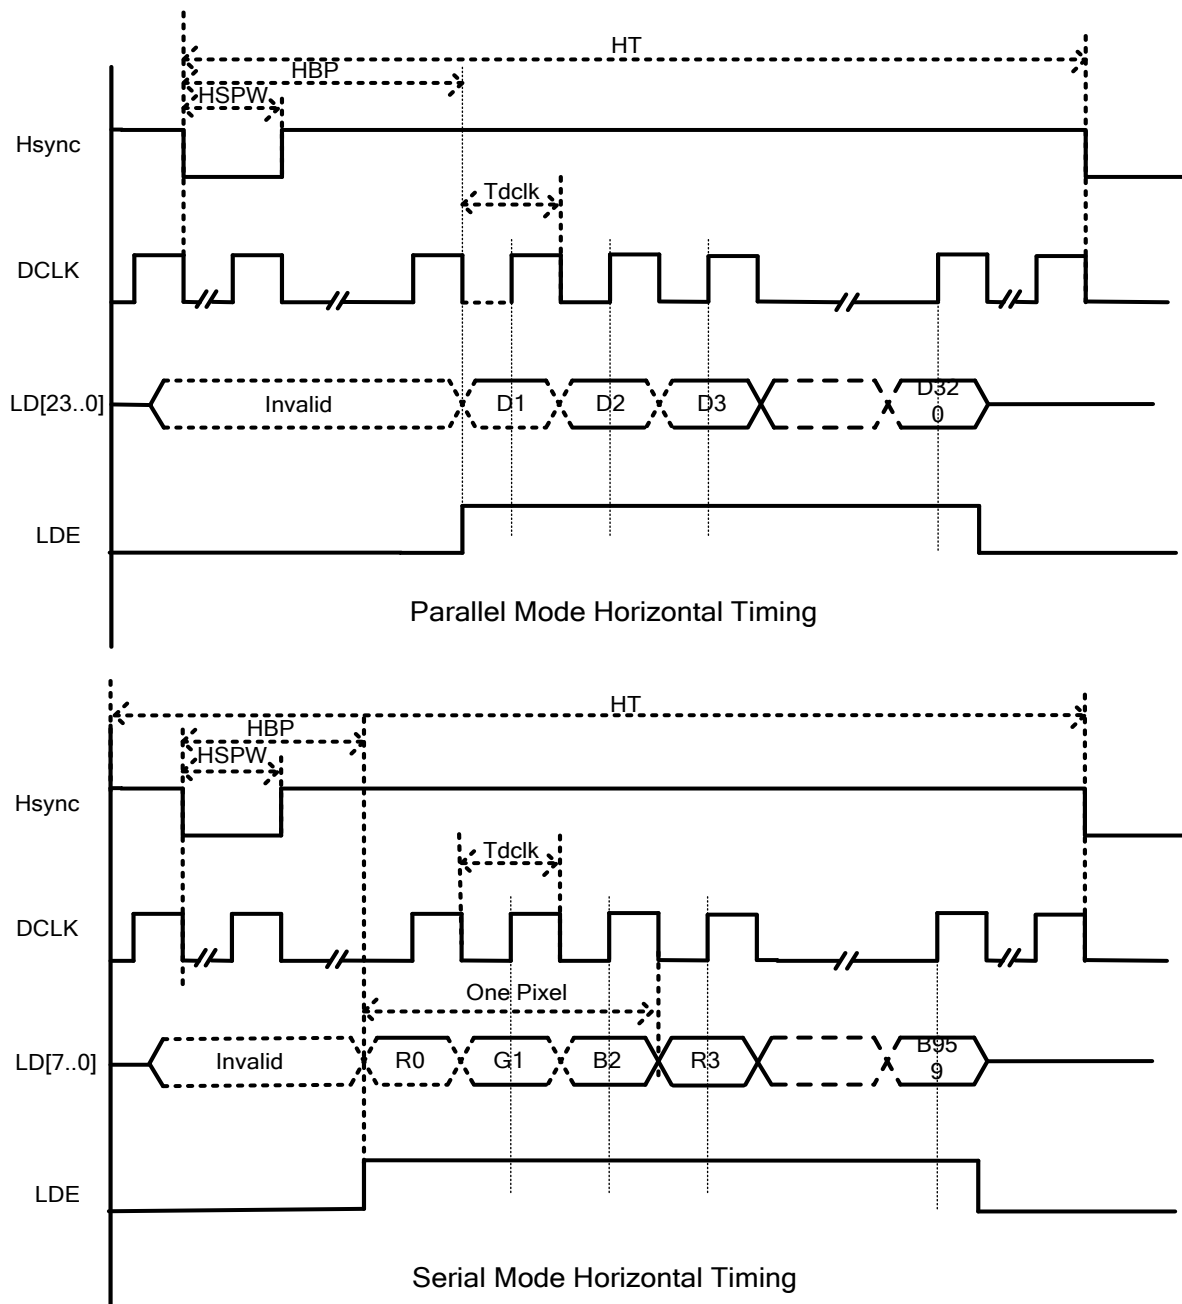 HT
HBP
HSPW
Hsync
Tdclk
DCLK
LD[23..0]
Invalid
D1
D2
D3
D32
0
LDE
Parallel Mode Horizontal Timing
HT
HBP
HSPW
Hsync
Tdclk
DCLK
One Pixel
LD[7..0]
Invalid
R0
G1
B2
R3
B95
9
LDE
Serial Mode Horizontal Timing